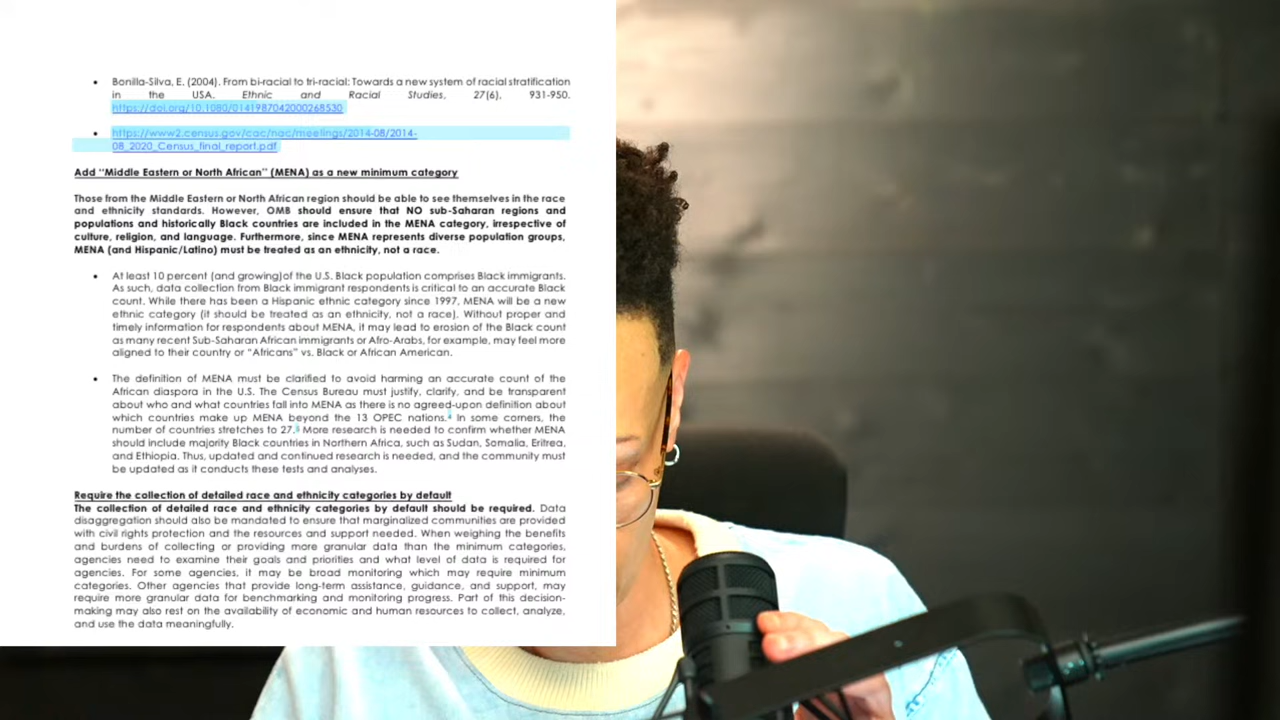 • Bonilla-Silva, E. (2004). From bi-racial to tri-racial: Towards a new system of racial stratification
in the USA. Ethnic and Racial Studies, 27(6), 931-950.
https://doi.org/10.1080/0141987042000268530
• https://www2.census.gov/cac/nac/meetings/2014-08/2014-
08_2020_Census_final_report.pdf
Add "Middle Eastern or North African" (MENA) as a new minimum category
Those from the Middle Eastern or North African region should be able to see themselves in the race
and ethnicity standards. However, OMB should ensure that NO sub-Saharan regions and
populations and historically Black countries are included in the MENA category, irrespective of
culture, religion, and language. Furthermore, since MENA represents diverse population groups,
MENA (and Hispanic/Latino) must be treated as an ethnicity, not a race.
• At least 10 percent (and growing)of the U.S. Black population comprises Black immigrants.
As such, data collection from Black immigrant respondents is critical to an accurate Black
count. While there has been a Hispanic ethnic category since 1997, MENA will be a new
ethnic category (it should be treated as an ethnicity, not a race). Without proper and
timely information for respondents about MENA, it may lead to erosion of the Black count
as many recent Sub-Saharan African immigrants or Afro-Arabs, for example, may feel more
aligned to their country or "Africans" vs. Black or African American.
• The definition of MENA must be clarified to avoid harming an accurate count of the
African diaspora in the U.S. The Census Bureau must justify, clarify, and be transparent
about who and what countries fall into MENA as there is no agreed-upon definition about
which countries make up MENA beyond the 13 OPEC nations. In some corners, the
number of countries stretches to 27. More research is needed to confirm whether MENA
should include majority Black countries in Northern Africa, such as Sudan, Somalia, Eritrea,
and Ethiopia. Thus, updated and continued research is needed, and the community must
be updated as it conducts these tests and analyses.
Require the collection of detailed race and ethnicity categories by default
The collection of detailed race and ethnicity categories by default should be required. Data
disaggregation should also be mandated to ensure that marginalized communities are provided
with civil rights protection and the resources and support needed. When weighing the benefits
and burdens of collecting or providing more granular data than the minimum categories,
agencies need to examine their goals and priorities and what level of data is required for
agencies. For some agencies, it may be broad monitoring which may require minimum
categories. Other agencies that provide long-term assistance, guidance, and support, may
require more granular data for benchmarking and monitoring progress. Part of this decision-
making may also rest on the availability of economic and human resources to collect, analyze,
and use the data meaningfully.